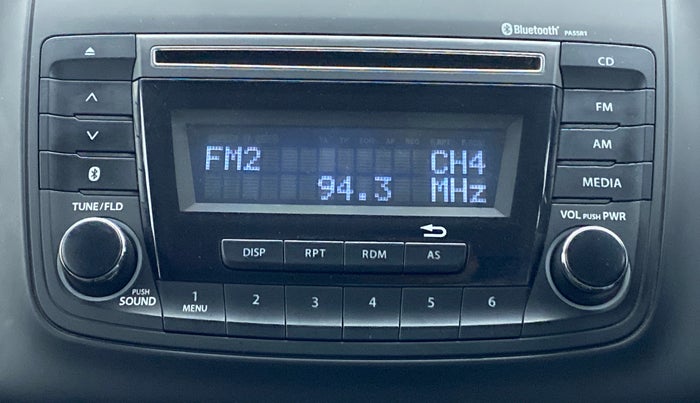 Bluetooth PA5SR1
CD
FM
AM
MEDIA
FM2 CH4
94.3 MHz
TUNE/FLD
VOL PUSH PWR
DISP RPT RDM AS
PUSH
SOUND
1 2 3 4 5 6
MENU